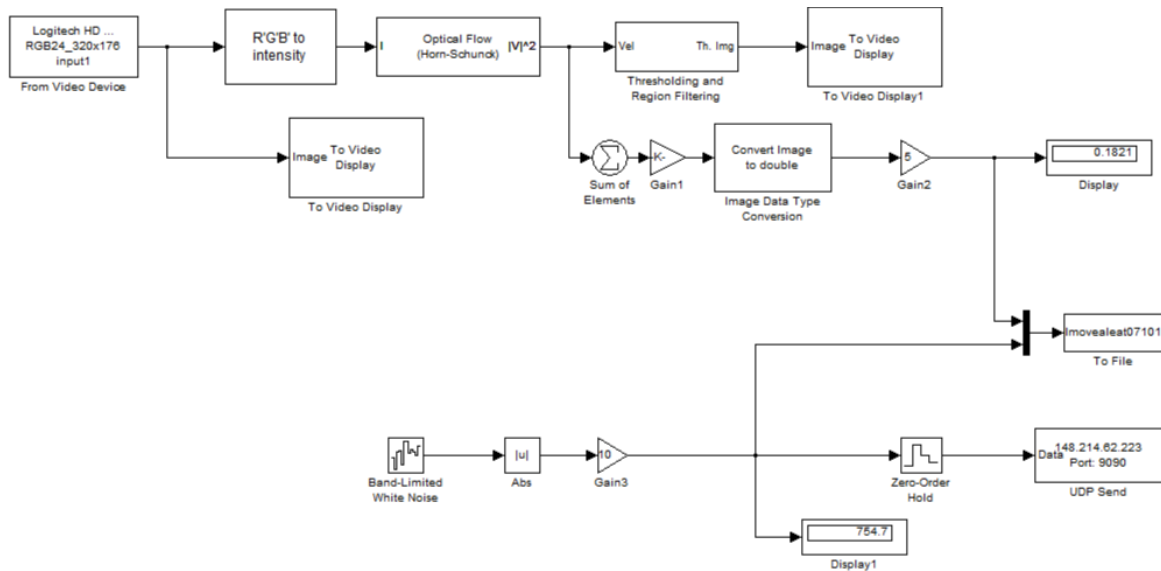 Logitech HD ...
RGB24_320x176
input1
From Video Device
R'G'B' to
intensity
I
Optical Flow
(Horn-Schunck)
|V|^2
Vel
Th. Img
Thresholding and
Region Filtering
Image
To Video
Display
To Video Display1
Image
To Video
Display
To Video Display
Sum of
Elements
-K-
Gain1
Convert Image
to double
Image Data Type
Conversion
5
Gain2
0.1821
Display
lmovaleat07101
To File
Band-Limited
White Noise
|u|
Abs
10
Gain3
Zero-Order
Hold
Data
148.214.62.223
Port: 9090
UDP Send
754.7
Display1